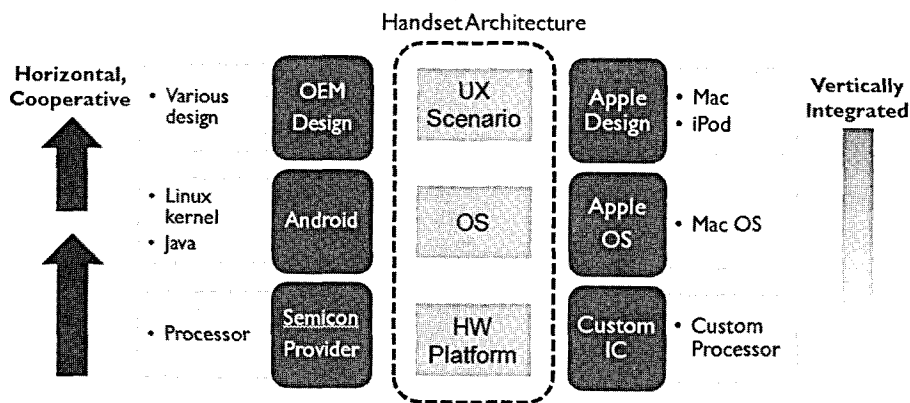 Handset Architecture
Horizontal,
Cooperative
• Various
design
OEM
Design
UX
Scenario
Apple
Design
• Mac
• iPod
Vertically
Integrated
• Linux
kernel
• Java
Android
OS
Apple
OS
• Mac OS
• Processor
Semicon
Provider
HW
Platform
Custom
IC
• Custom
Processor